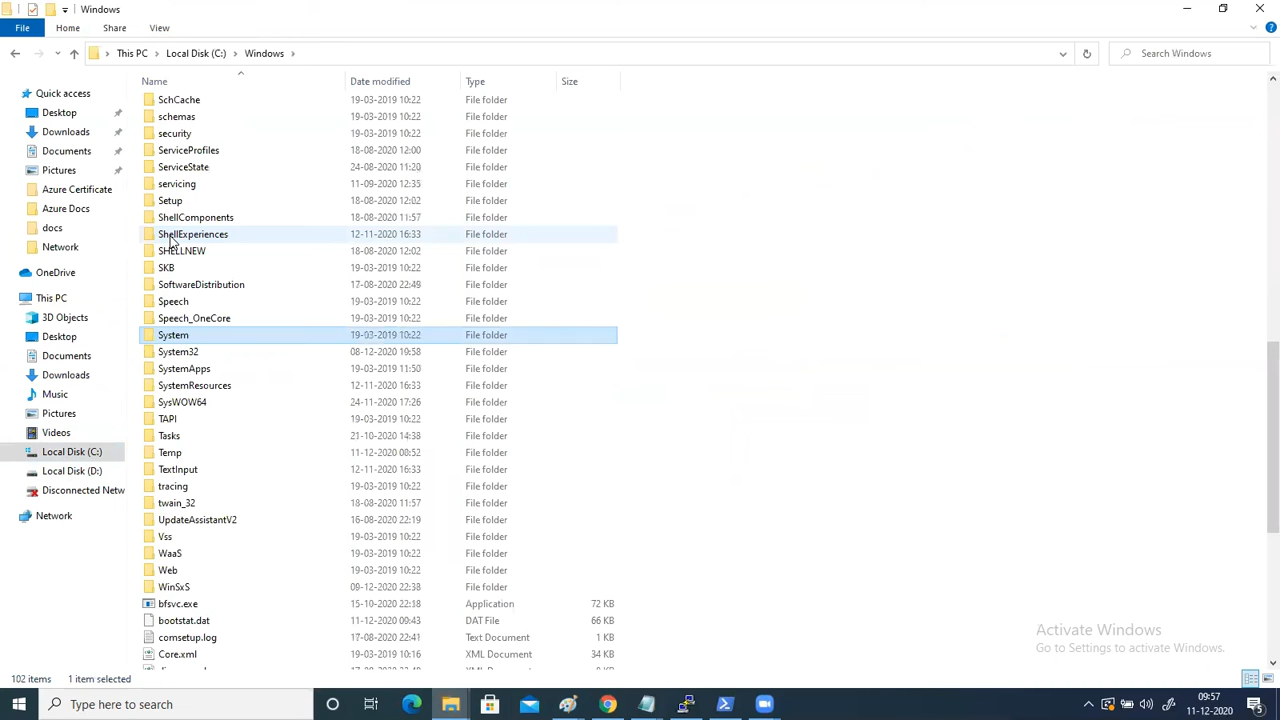 Windows
File Home Share View
This PC Local Disk (C:) Windows Search Windows
Name Date modified Type Size
Quick access
Desktop
Downloads
Documents
Pictures
Azure Certificate
Azure Docs
docs
Network
OneDrive
This PC
3D Objects
Desktop
Documents
Downloads
Music
Pictures
Videos
Local Disk (C:)
Local Disk (D:)
Disconnected Netw
Network
SchCache 19-03-2019 10:22 File folder
schemas 19-03-2019 10:22 File folder
security 19-03-2019 10:22 File folder
ServiceProfiles 18-08-2020 12:00 File folder
ServiceState 24-08-2020 11:20 File folder
servicing 11-09-2020 12:35 File folder
Setup 18-08-2020 12:02 File folder
ShellComponents 18-08-2020 11:57 File folder
ShellExperiences 12-11-2020 16:33 File folder
SHELLNEW 18-08-2020 12:02 File folder
SKB 19-03-2019 10:22 File folder
SoftwareDistribution 17-08-2020 22:49 File folder
Speech 19-03-2019 10:22 File folder
Speech_OneCore 19-03-2019 10:22 File folder
System 19-03-2019 10:22 File folder
System32 08-12-2020 19:58 File folder
SystemApps 19-03-2019 11:50 File folder
SystemResources 12-11-2020 16:33 File folder
SysWOW64 24-11-2020 17:26 File folder
TAPI 19-03-2019 10:22 File folder
Tasks 21-10-2020 14:38 File folder
Temp 11-12-2020 08:52 File folder
TextInput 12-11-2020 16:33 File folder
tracing 19-03-2019 10:22 File folder
twain_32 18-08-2020 11:57 File folder
UpdateAssistantV2 16-08-2020 22:19 File folder
Vss 19-03-2019 10:22 File folder
WaaS 19-03-2019 10:22 File folder
Web 19-03-2019 10:22 File folder
WinSxS 09-12-2020 22:38 File folder
bfsvc.exe 15-10-2020 22:18 Application 72 KB
bootstat.dat 11-12-2020 09:43 DAT File 66 KB
comsetup.log 17-08-2020 22:41 Text Document 1 KB
Core.xml 19-03-2019 10:16 XML Document 34 KB
Activate Windows
Go to Settings to activate Windows.
102 items 1 item selected
Type here to search
09:57
11-12-2020